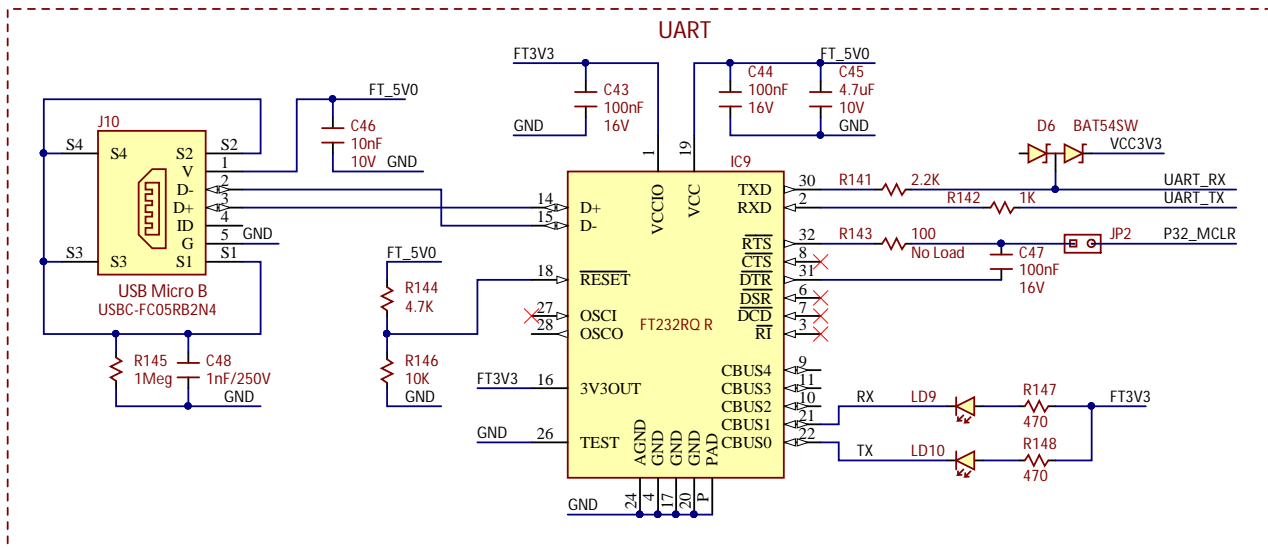 UART
FT3V3
FT_5V0
C43
100nF
16V
GND
C44
100nF
16V
C45
4.7uF
10V
GND
FT_5V0
C46
10nF
10V
GND
J10
S4
S4
S2
S2
V
1
D-
2
D+
3
ID
4
G
5
GND
S3
S3
S1
S1
USB Micro B
USBC-FC05RB2N4
R145
1Meg
C48
1nF/250V
GND
FT_5V0
R144
4.7K
R146
10K
GND
FT3V3
GND
IC9
1
VCCIO
19
VCC
14
D+
15
D-
18
RESET
27
OSCI
28
OSCO
FT232RQ R
16
3V3OUT
26
TEST
TXD
30
RXD
2
RTS
32
CTS
8
DTR
31
DSR
6
DCD
7
RI
3
CBUS4
9
CBUS3
11
CBUS2
10
CBUS1
21
CBUS0
22
AGND
GND
GND
GND
PAD
24
4
17
20
P
GND
D6
BAT54SW
VCC3V3
R141
2.2K
UART_RX
R142
1K
UART_TX
R143
100
No Load
C47
100nF
16V
JP2
P32_MCLR
RX
LD9
R147
470
FT3V3
TX
LD10
R148
470